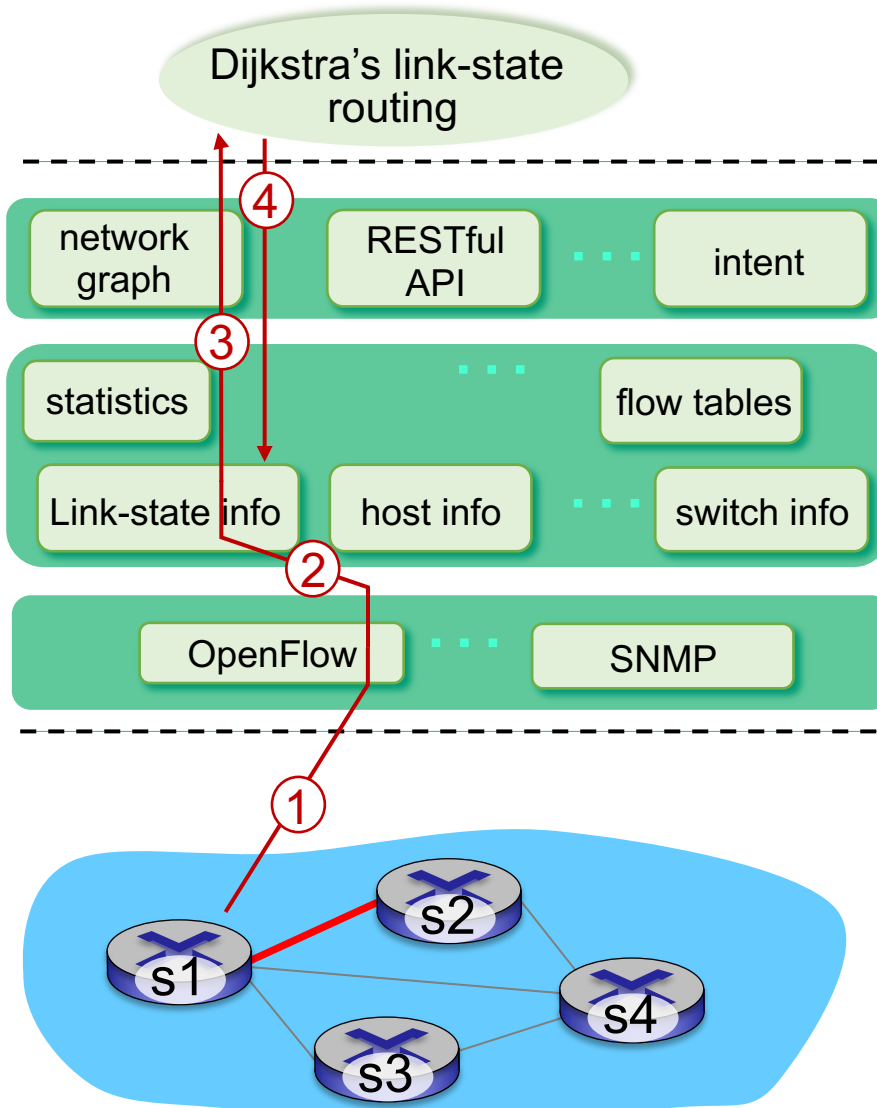 Dijkstra’s link-state
routing
4
network
graph
RESTful
API
. . .
intent
3
statistics
. . .
flow tables
Link-state info
host info
. . .
switch info
2
OpenFlow
. . .
SNMP
1
s2
s1
s4
s3